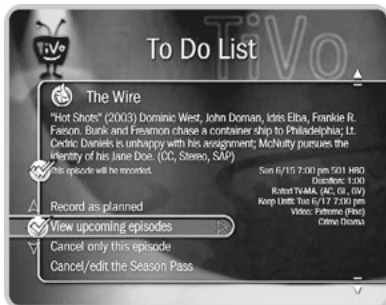 TiVo
TiVo
To Do List
The Wire
"Hot Shots" (2003) Dominic West, John Doman, Idris Elba, Frankie R.
Faison. Bunk and Freamon chase a container ship to Philadelphia; Lt.
Cedric Daniels is unhappy with his assignment; McNulty pursues the
identity of his Jane Doe. (CC, Stereo, SAP)
This episode will be recorded.
Sun 6/15 7:00 pm 501 HBO
Duration: 1:00
Rated TV-MA. (AC, GL, GV)
Keep Until: Tue 6/17 7:00 pm
Video: Extreme (Fine)
Crime Drama
Record as planned
View upcoming episodes
Cancel only this episode
Cancel/edit the Season Pass